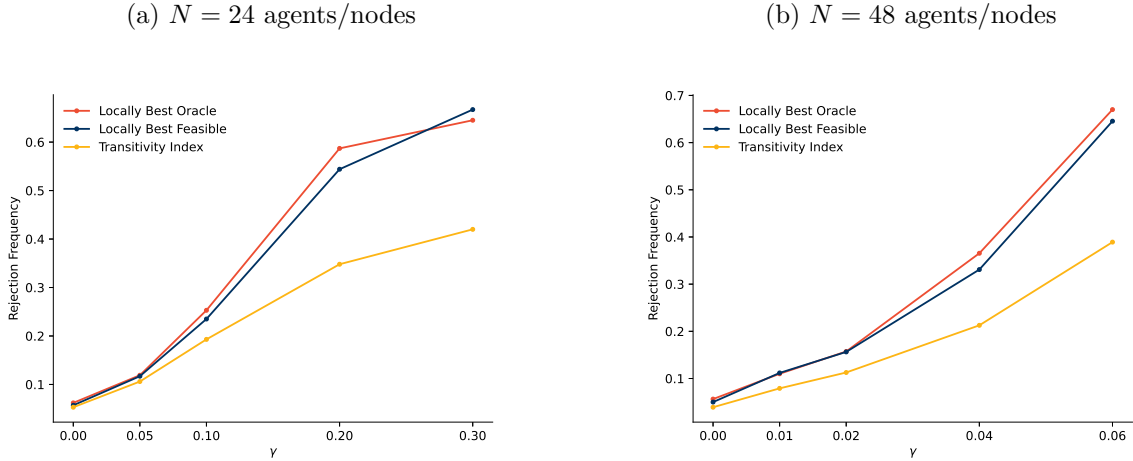 (a) N = 24 agents/nodes
Locally Best Oracle
Locally Best Feasible
Transitivity Index
Rejection Frequency
0.6
0.5
0.4
0.3
0.2
0.1
0.00 0.05 0.10 0.20 0.30
γ
(b) N = 48 agents/nodes
Locally Best Oracle
Locally Best Feasible
Transitivity Index
Rejection Frequency
0.7
0.6
0.5
0.4
0.3
0.2
0.1
0.00 0.01 0.02 0.04 0.06
γ